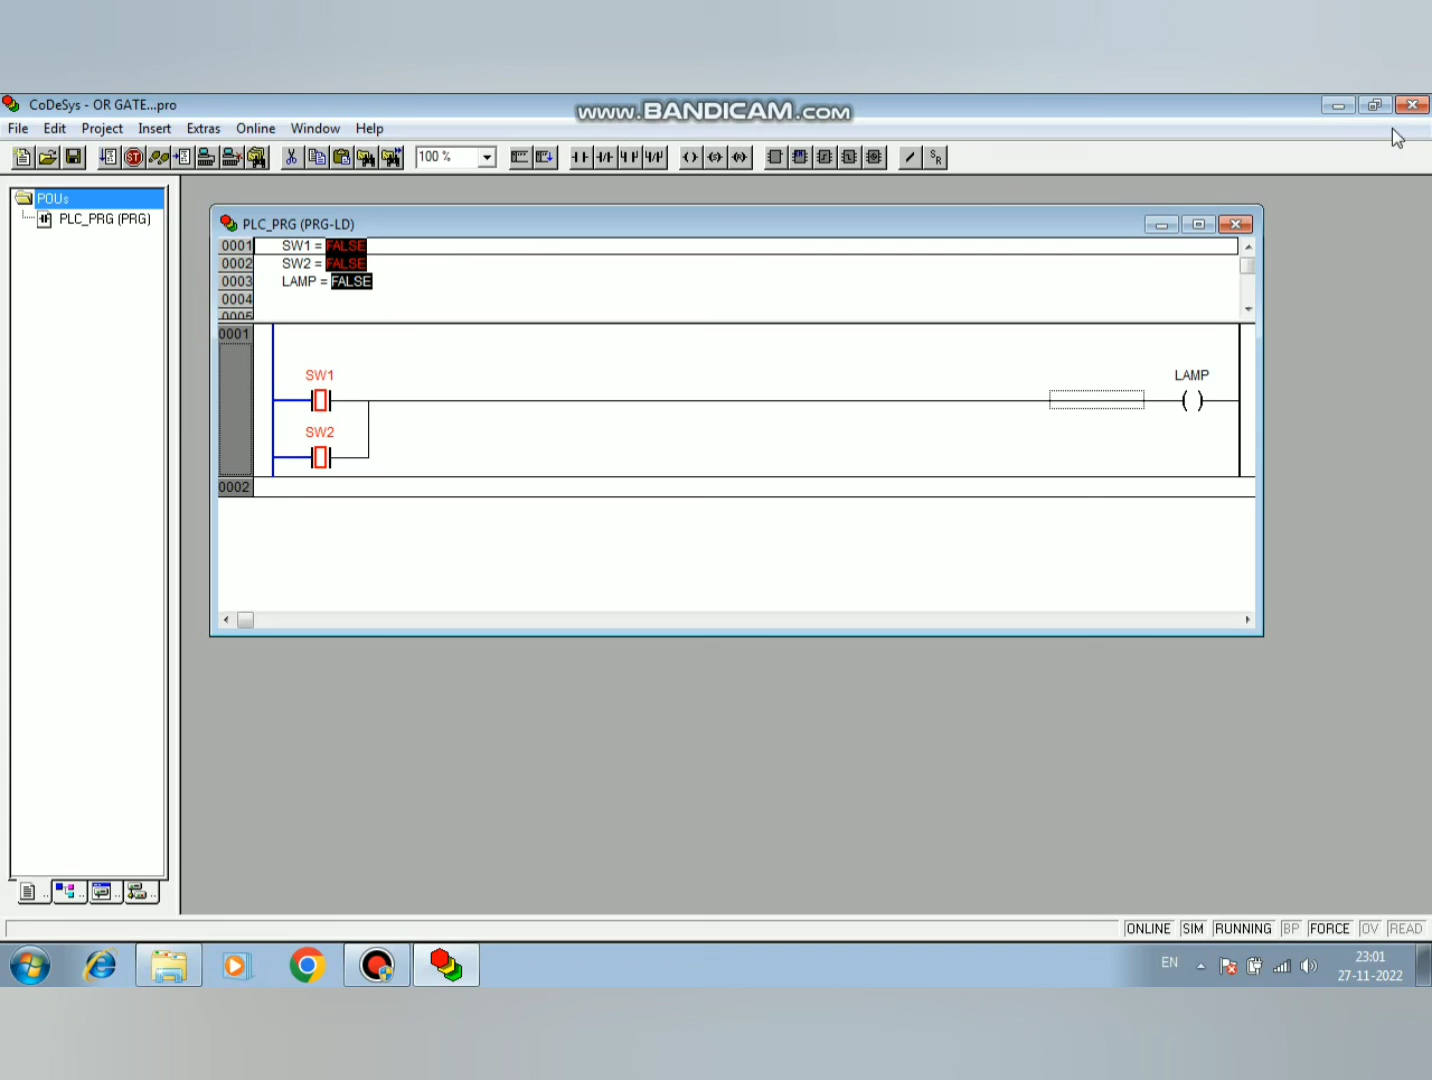 CoDeSys - OR GATE...pro
www.BANDICAM.com
File Edit Project Insert Extras Online Window Help
ST
100 %
S R
POUs
PLC_PRG (PRG)
PLC_PRG (PRG-LD)
0001 SW1 = FALSE
0002 SW2 = FALSE
0003 LAMP = FALSE
0004
0005
0001
SW1
LAMP
SW2
0002
ONLINE SIM RUNNING BP FORCE OV READ
EN
23:01
27-11-2022